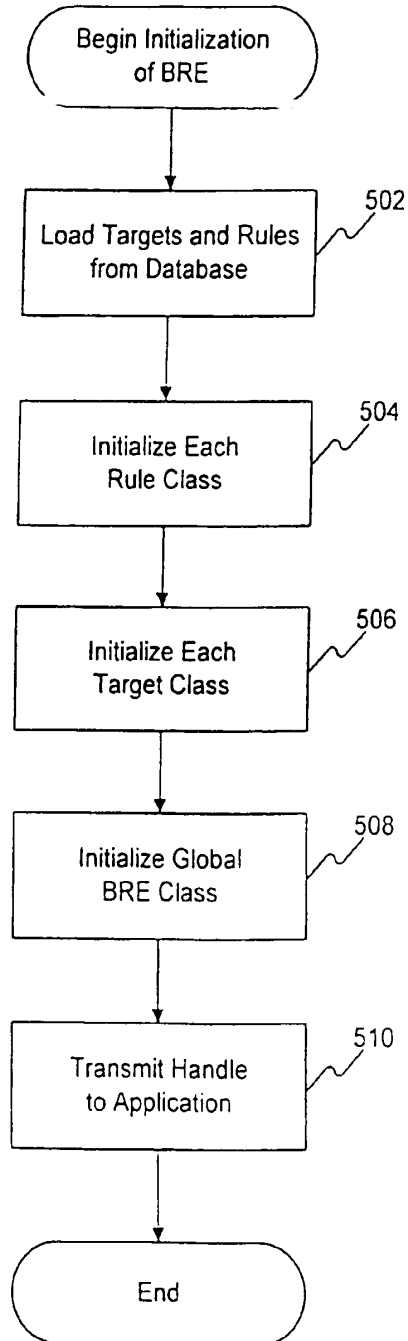 Begin Initialization
of BRE
502
Load Targets and Rules
from Database
504
Initialize Each
Rule Class
506
Initialize Each
Target Class
508
Initialize Global
BRE Class
510
Transmit Handle
to Application
End